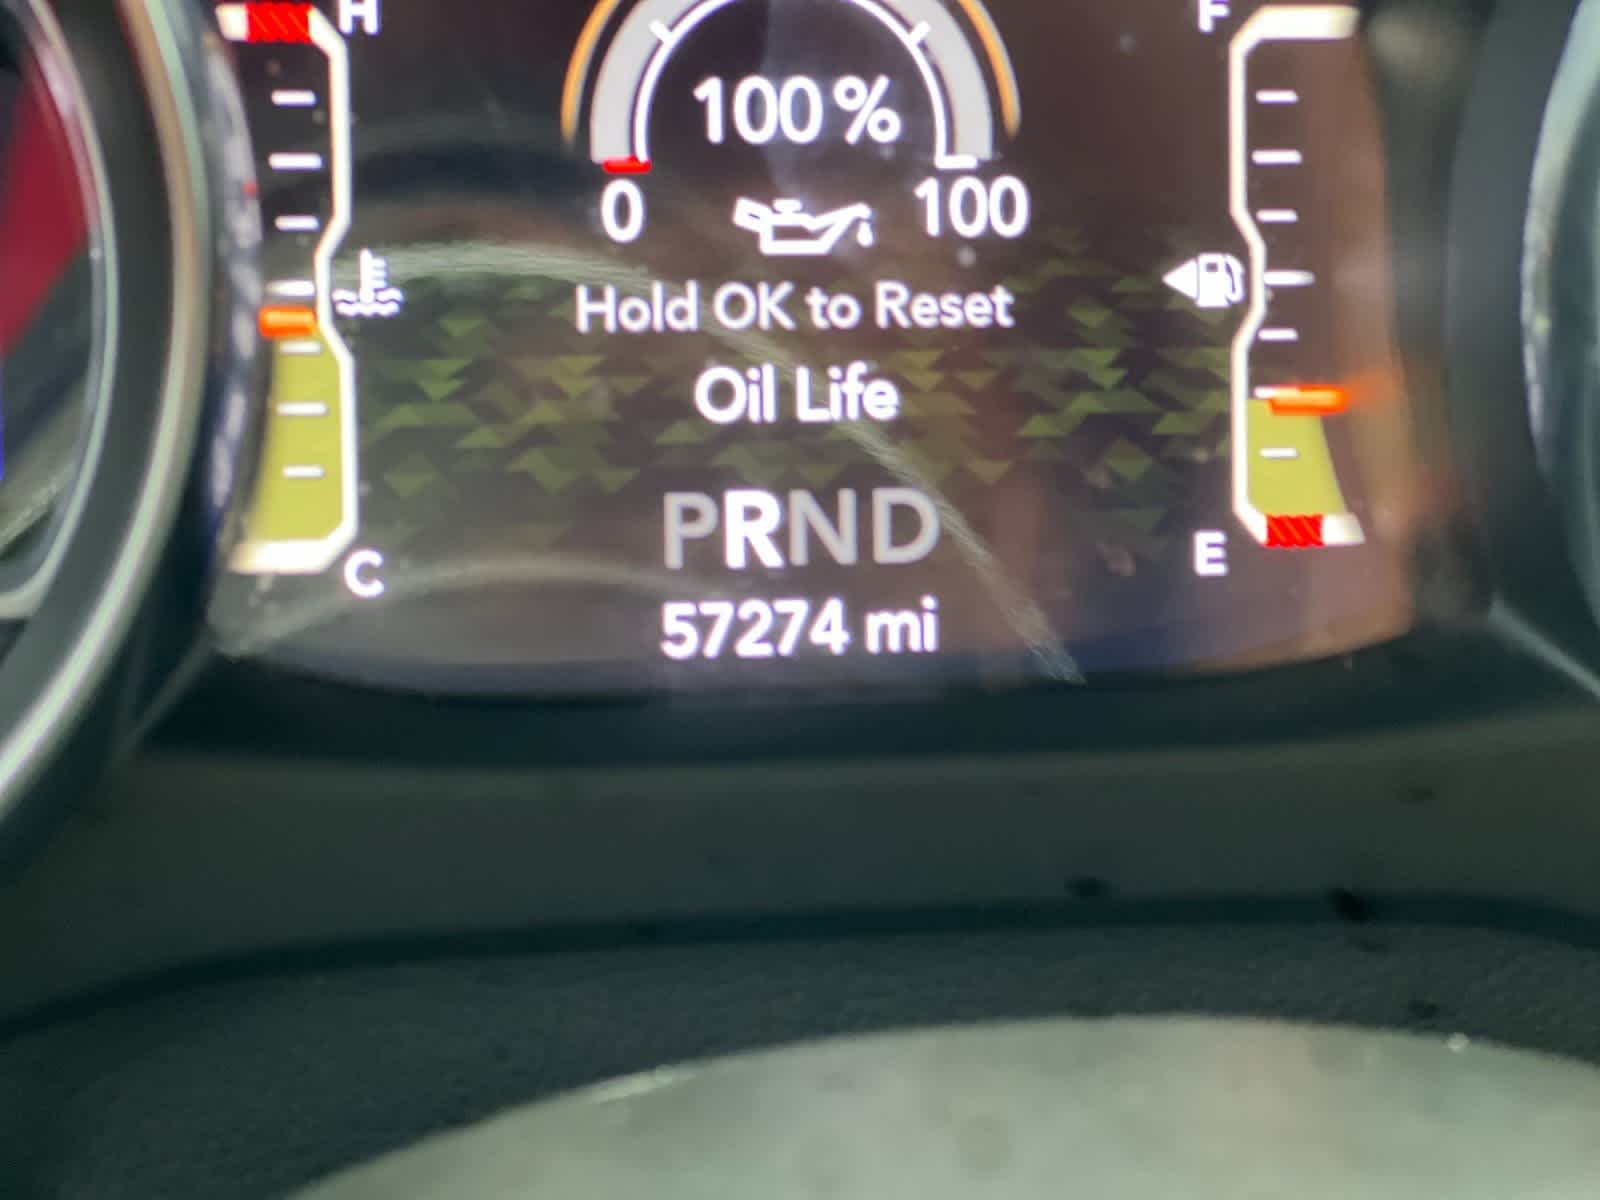 H F
100 %
0 100
Hold OK to Reset
Oil Life
PRND
C E
57274 mi